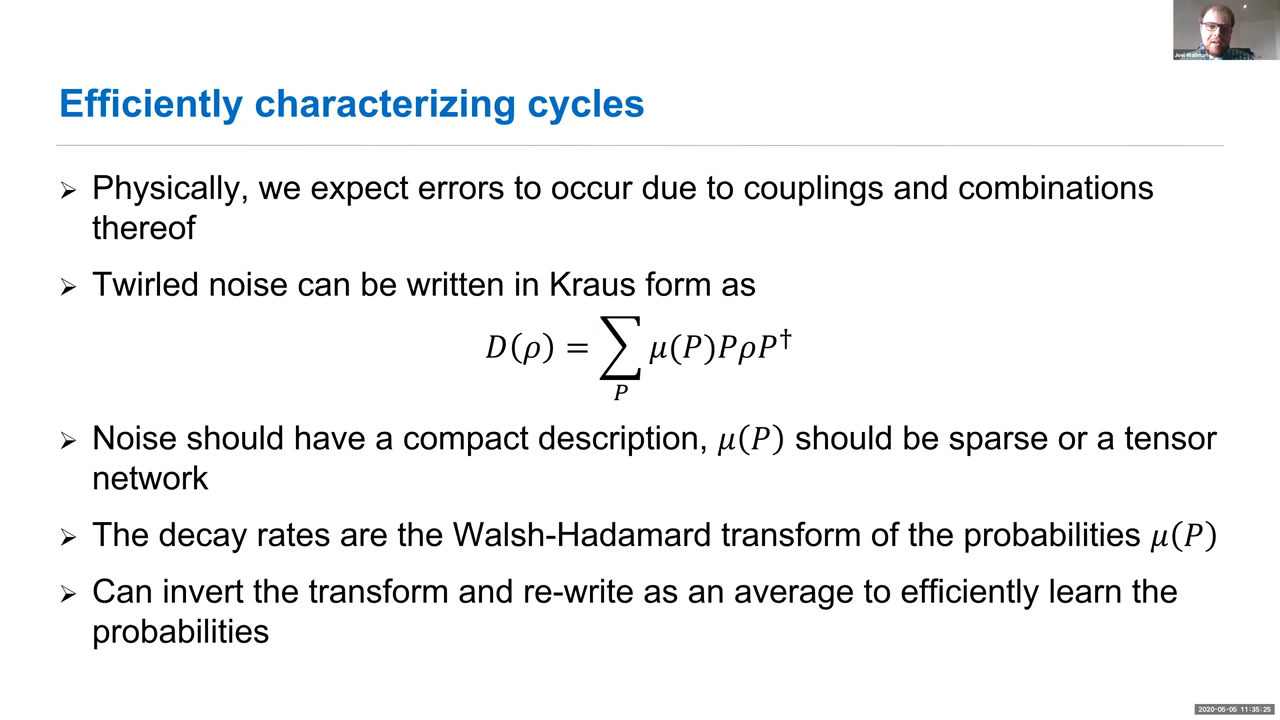 Joel Wallman
Efficiently characterizing cycles
➢ Physically, we expect errors to occur due to couplings and combinations
thereof
➢ Twirled noise can be written in Kraus form as
D(ρ) = ∑_P μ(P)PρP†
➢ Noise should have a compact description, μ(P) should be sparse or a tensor
network
➢ The decay rates are the Walsh-Hadamard transform of the probabilities μ(P)
➢ Can invert the transform and re-write as an average to efficiently learn the
probabilities
2020-05-05 11:35:25